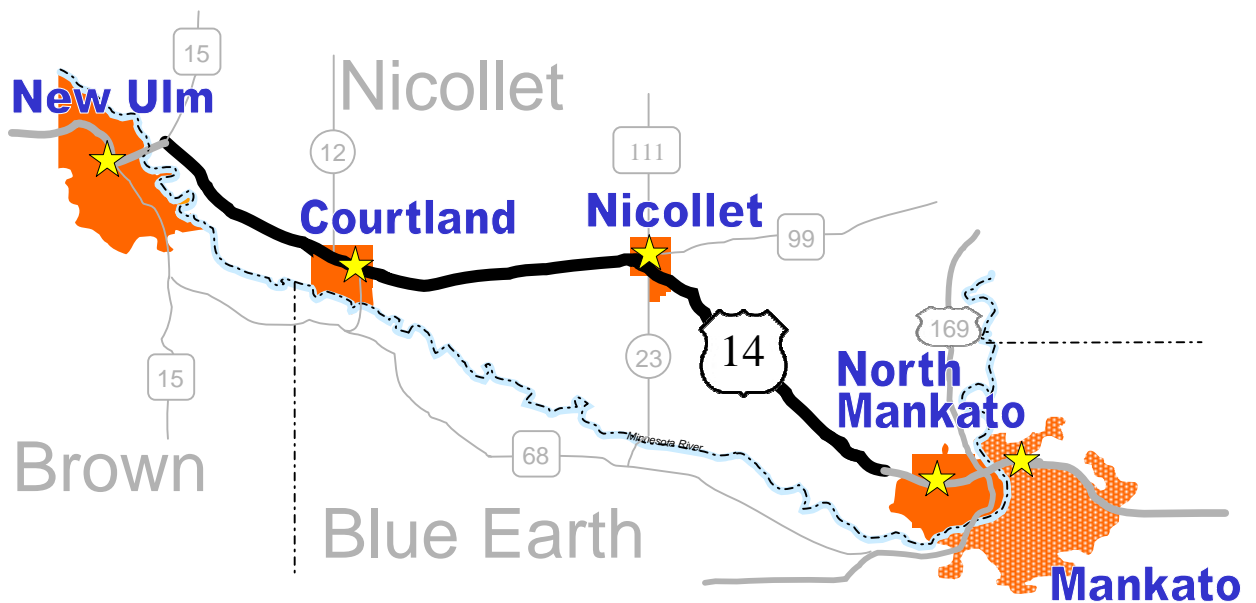 15
Nicollet
New Ulm
12
111
Courtland
Nicollet
99
169
14
23
North
Mankato
15
Minnesota River
Brown
68
Blue Earth
Mankato